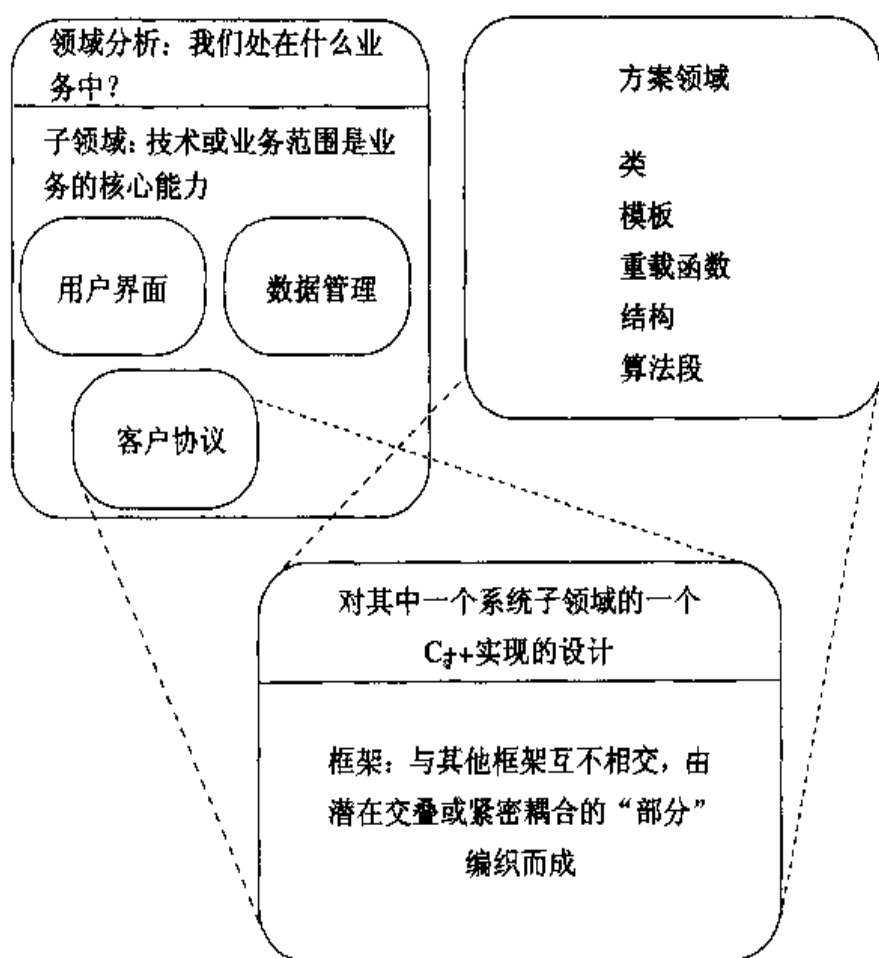 领域分析：我们处在什么业
务中？
子领域：技术或业务范围是业
务的核心能力
用户界面
数据管理
客户协议
方案领域
类
模板
重载函数
结构
算法段
对其中一个系统子领域的一个
C++实现的设计
框架：与其他框架互不相交，由
潜在交叠或紧密耦合的“部分”
编织而成